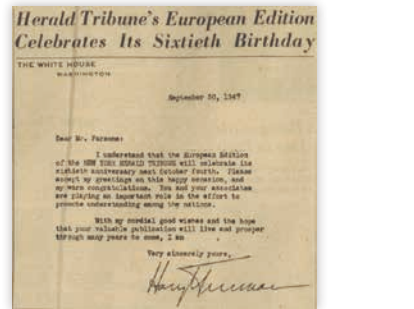 Herald Tribune's European Edition
Celebrates Its Sixtieth Birthday
THE WHITE HOUSE
WASHINGTON
September 30, 1947
Dear Mr. Parsons:
I understand that the European Edition
of the NEW YORK HERALD TRIBUNE will celebrate its
sixtieth anniversary next October fourth. Please
accept my greetings on this happy occasion, and
my warm congratulations. You and your associates
are playing an important role in the effort to
promote understanding among the nations.
With my cordial good wishes and the hope
that your valuable publication will live and prosper
through many years to come, I am
Very sincerely yours,
Harry Truman